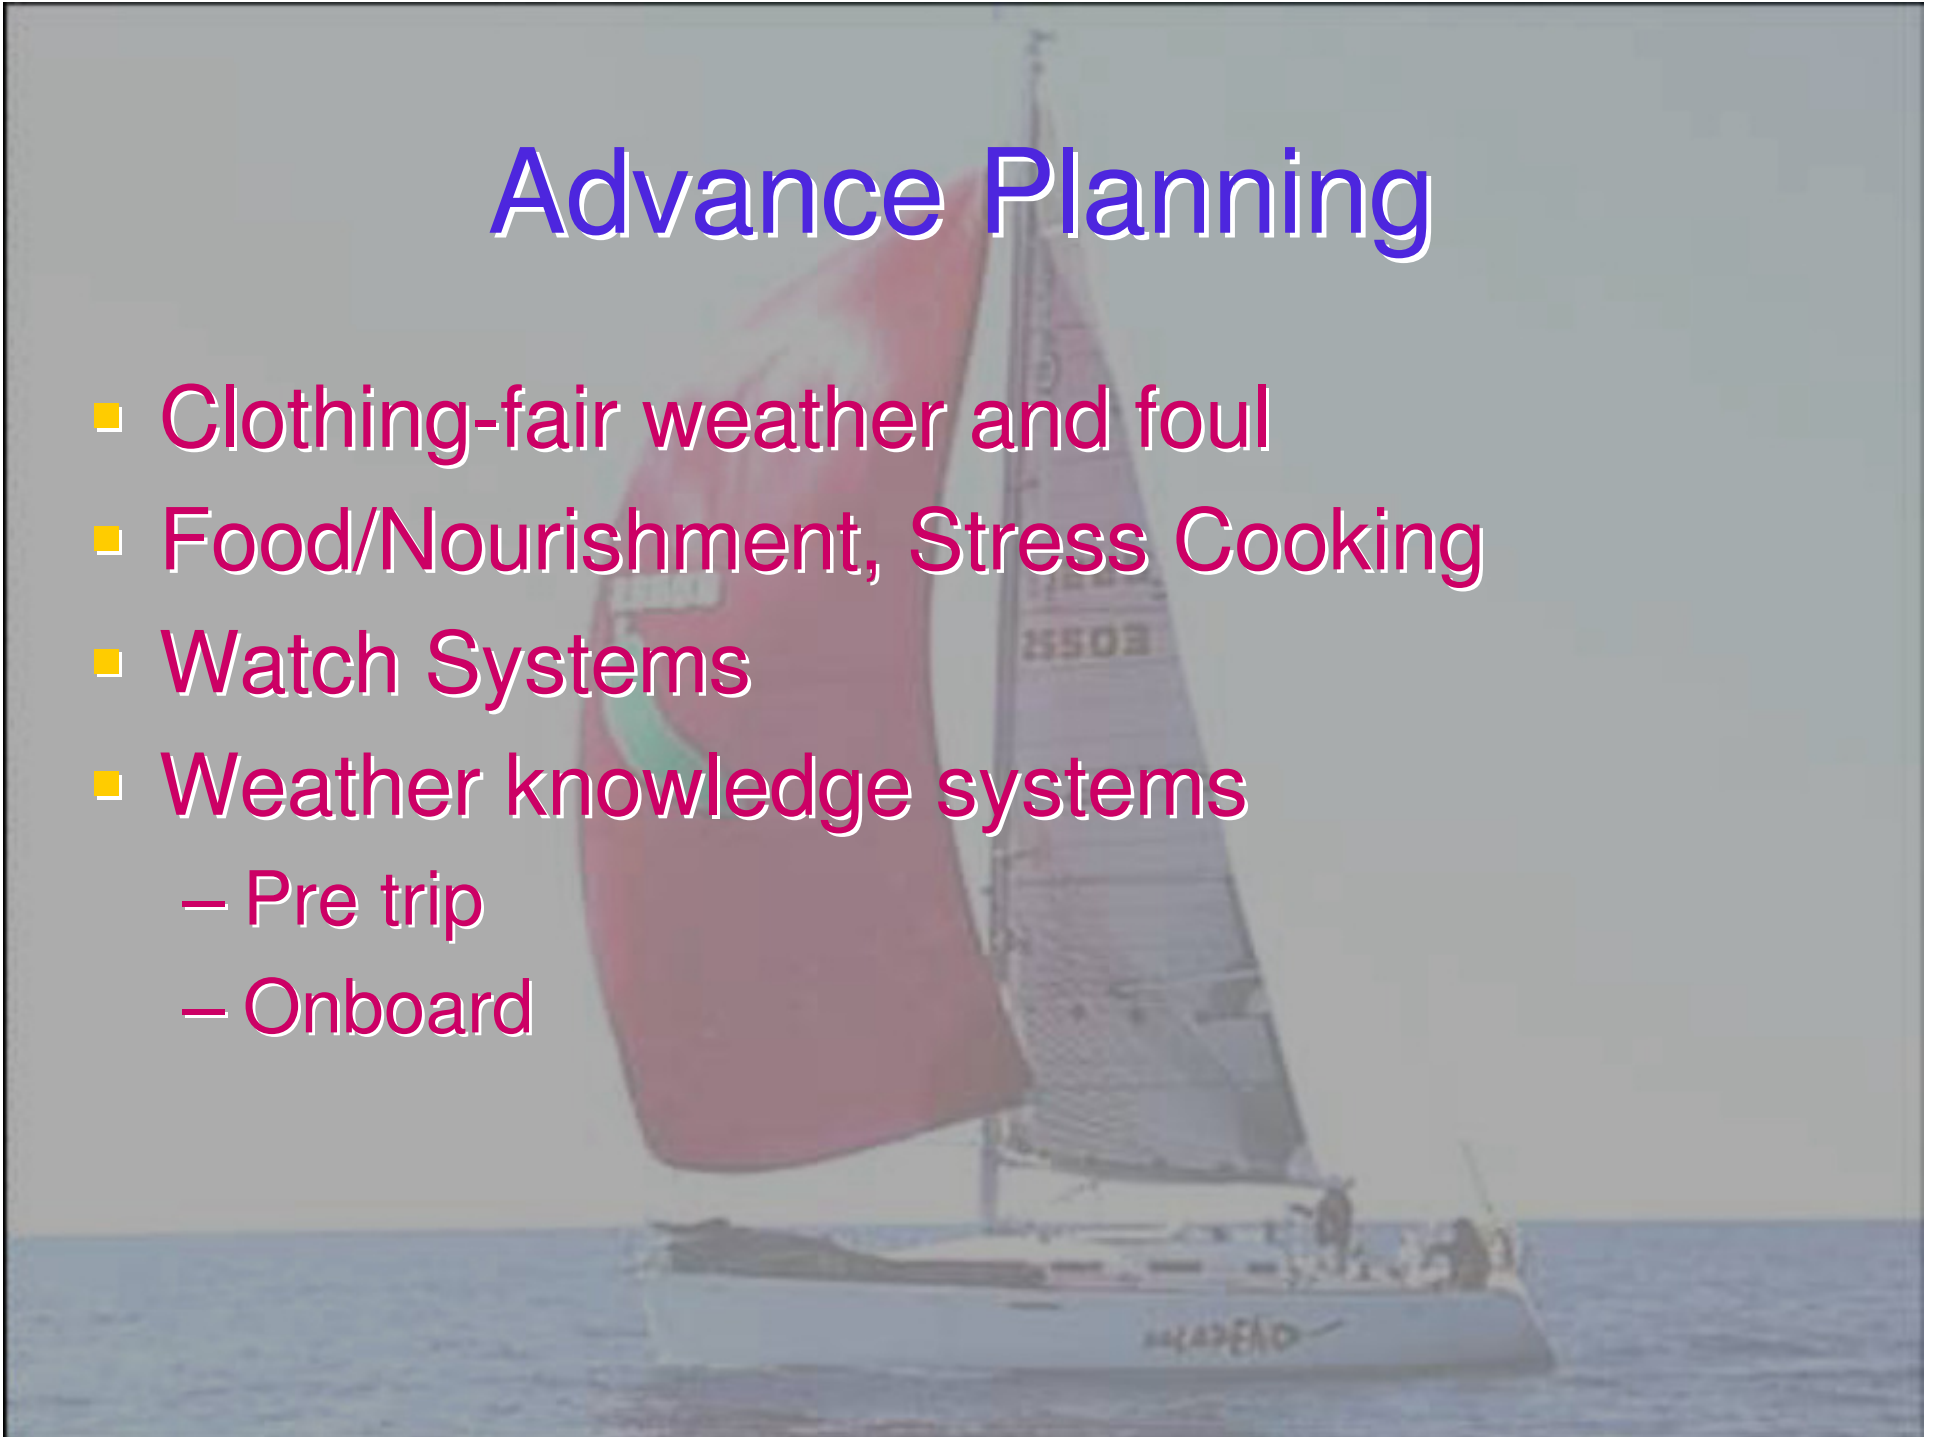 Advance Planning
Clothing-fair weather and foul
Food/Nourishment, Stress Cooking
Watch Systems
Weather knowledge systems
– Pre trip
– Onboard
25503